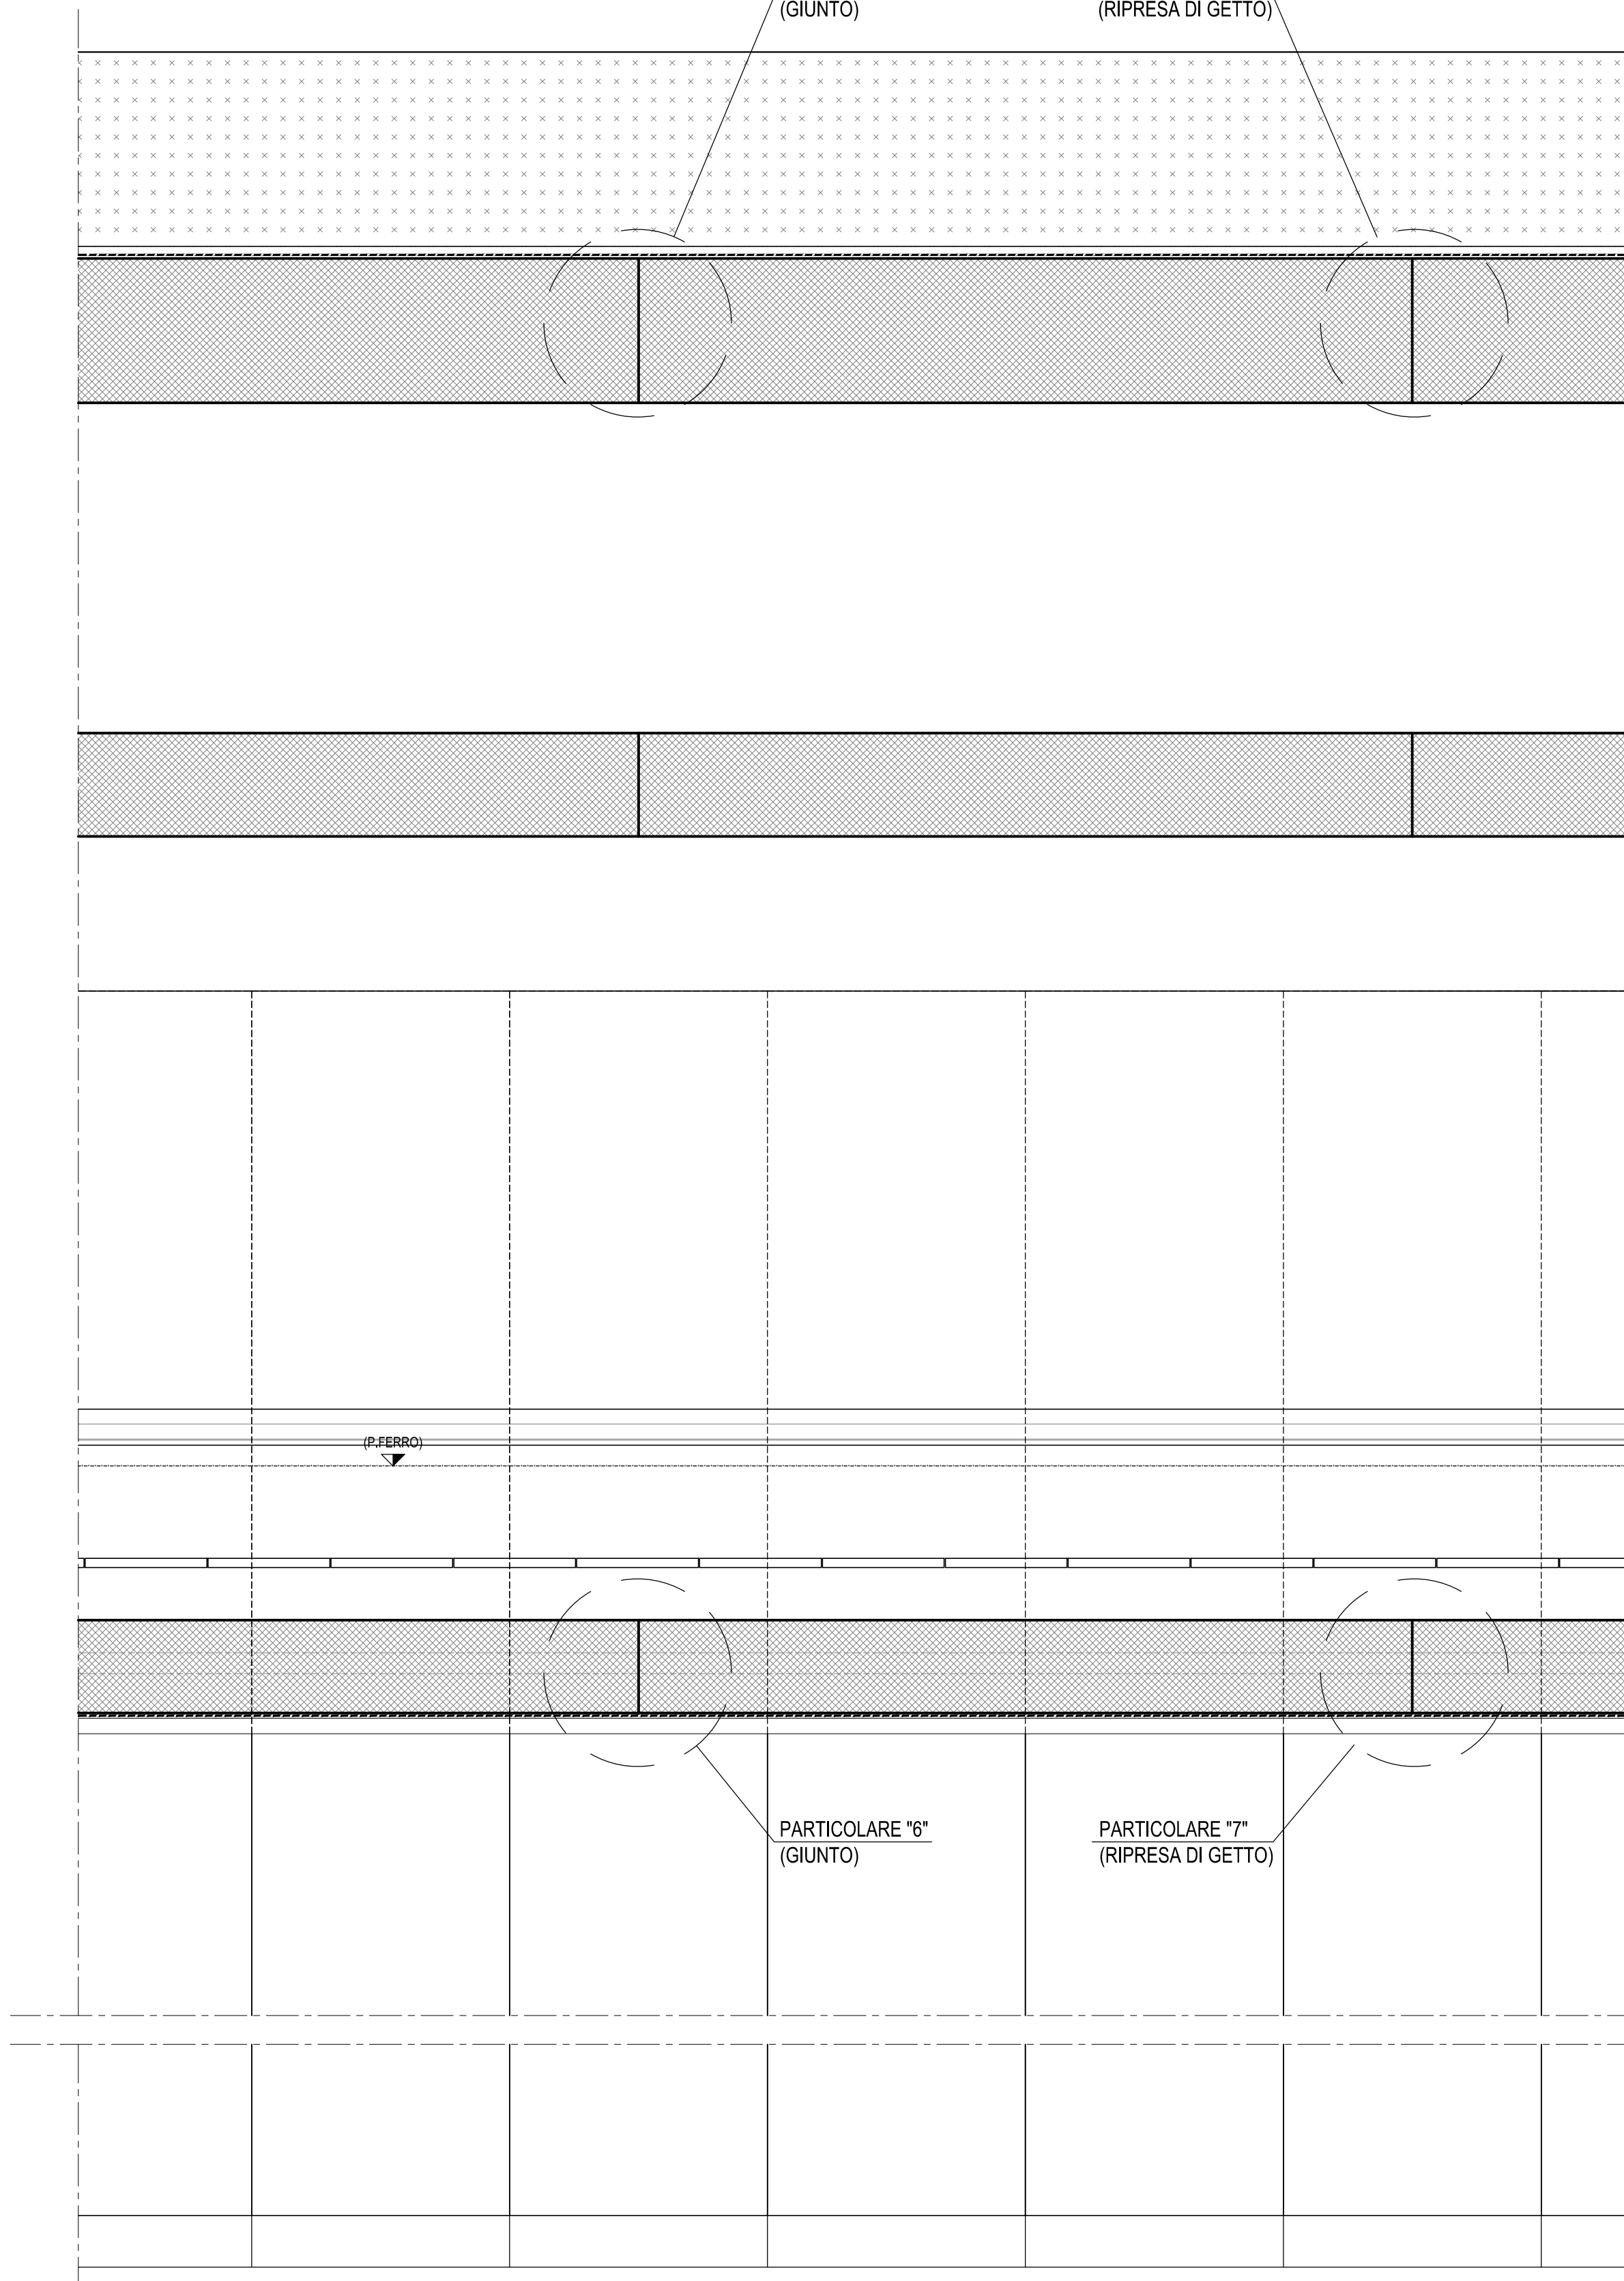 (GIUNTO)
(RIPRESA DI GETTO)
(P.FERRO)
PARTICOLARE "6"
(GIUNTO)
PARTICOLARE "7"
(RIPRESA DI GETTO)